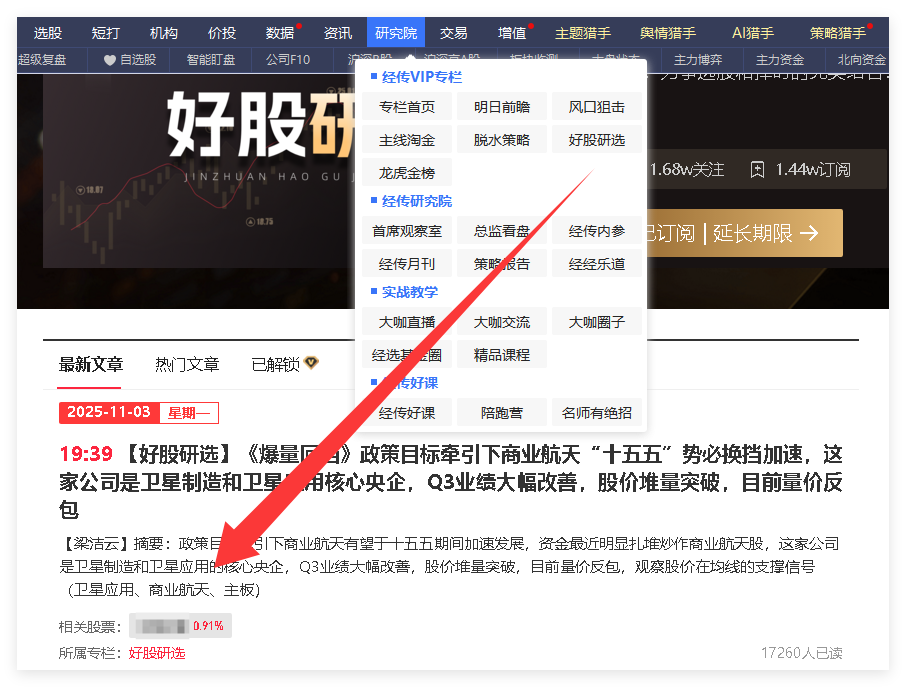 选股 短打 机构 价投 数据 资讯 研究院 交易 增值 主题猎手 舆情猎手 AI猎手 策略猎手
超级复盘 自选股 智能盯盘 公司F10 主力博弈 主力资金 北向资金
好股研
JINZHUAN HAO GU J
18.87
18.75
经传VIP专栏
专栏首页 明日前瞻 风口狙击
主线淘金 脱水策略 好股研选
龙虎金榜
经传研究院
首席观察室 总监看盘 经传内参
经传月刊 策略报告 经经乐道
实战教学
大咖直播 大咖交流 大咖圈子
经选基金圈 精品课程
经传好课
经传好课 陪跑营 名师有绝招
1.68w关注 1.44w订阅
已订阅 | 延长期限 →
最新文章 热门文章 已解锁
2025-11-03 星期一
19:39 【好股研选】《爆量回首》政策目标牵引下商业航天“十五五”势必换挡加速，这
家公司是卫星制造和卫星应用核心央企，Q3业绩大幅改善，股价堆量突破，目前量价反
包
【梁洁云】摘要：政策目标牵引下商业航天有望于十五五期间加速发展，资金最近明显扎堆炒作商业航天股，这家公司
是卫星制造和卫星应用的核心央企，Q3业绩大幅改善，股价堆量突破，目前量价反包，观察股价在均线的支撑信号
（卫星应用、商业航天、主板）
相关股票： 0.91%
所属专栏：好股研选 17260人已读